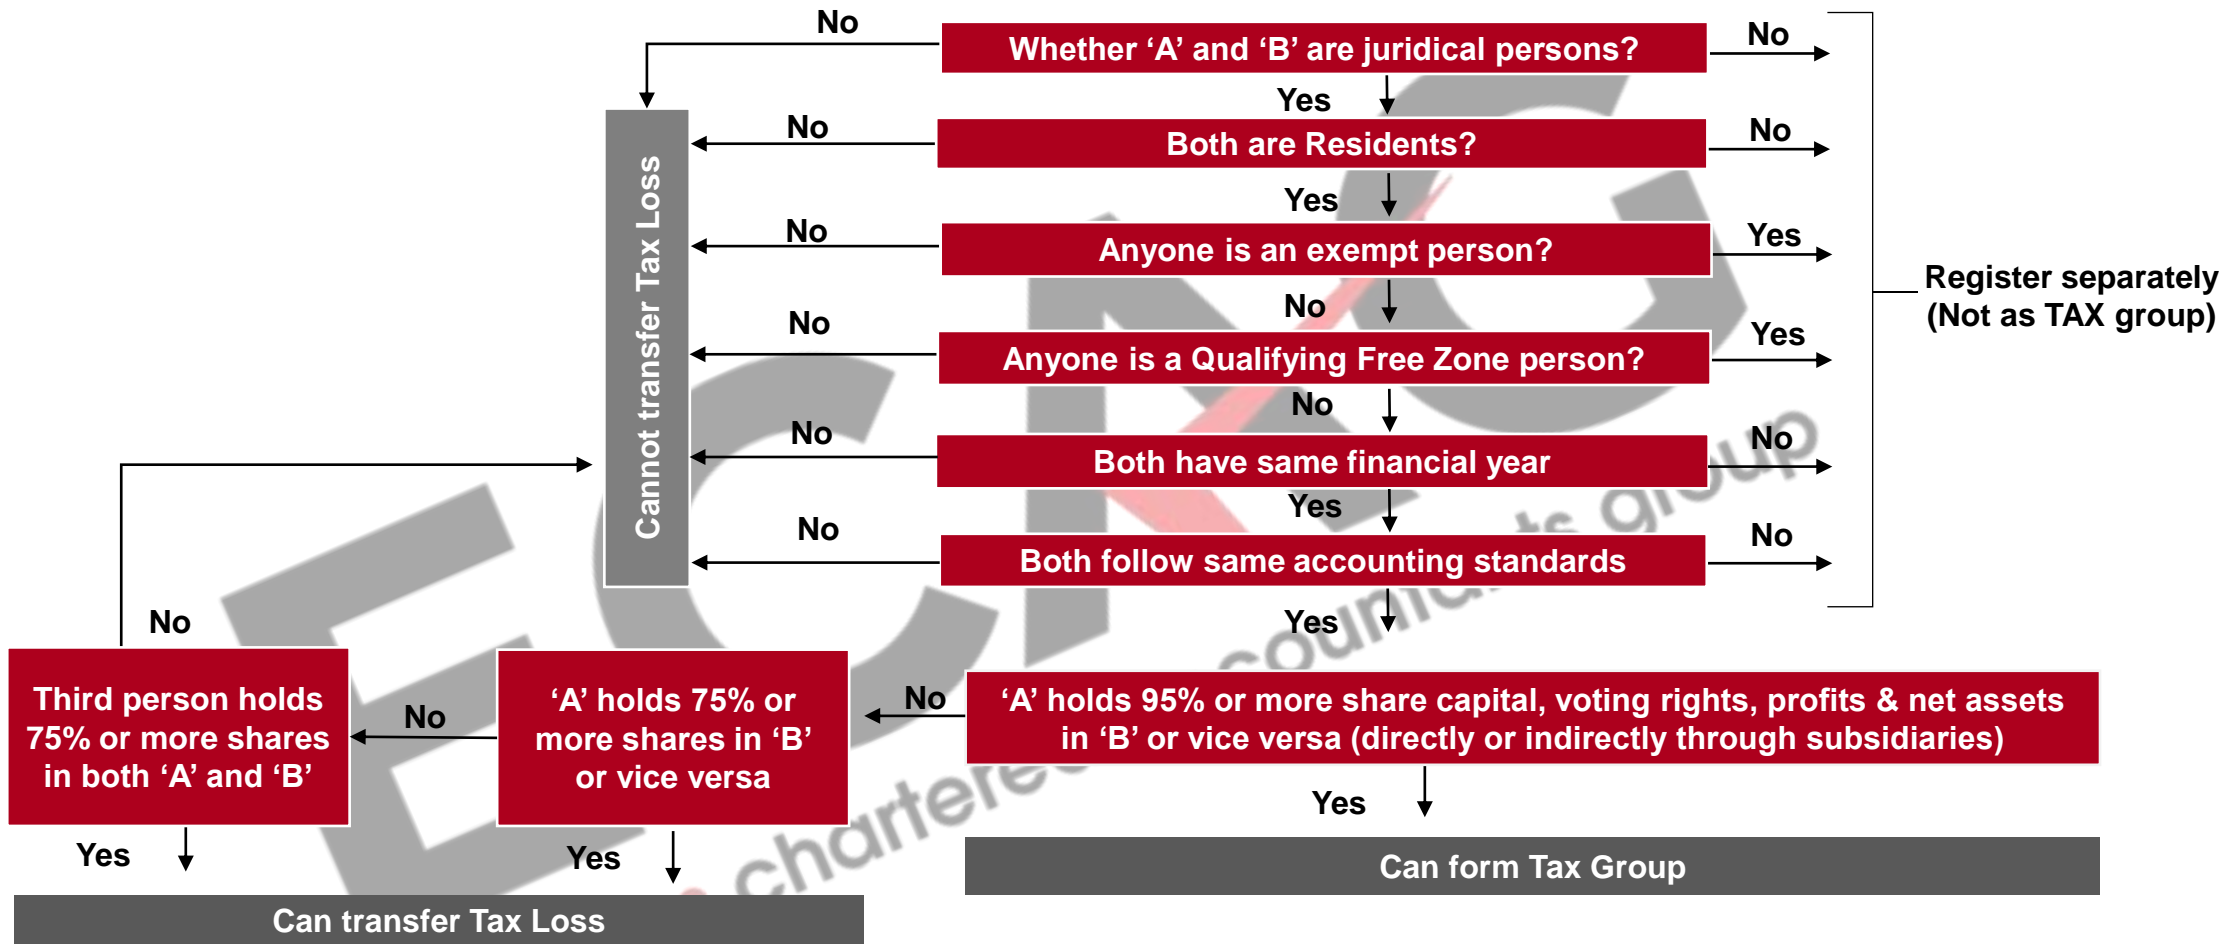 No
Whether ‘A’ and ‘B’ are juridical persons?
No
Yes
No
Both are Residents?
No
Yes
No
Anyone is an exempt person?
Yes
No
No
Anyone is a Qualifying Free Zone person?
Yes
No
No
Both have same financial year
No
Yes
No
Both follow same accounting standards
No
Yes
Cannot transfer Tax Loss
Register separately
(Not as TAX group)
No
Third person holds
75% or more shares
in both ‘A’ and ‘B’
No
‘A’ holds 75% or
more shares in ‘B’
or vice versa
No
‘A’ holds 95% or more share capital, voting rights, profits & net assets
in ‘B’ or vice versa (directly or indirectly through subsidiaries)
Yes
Yes
Yes
Can form Tax Group
Can transfer Tax Loss